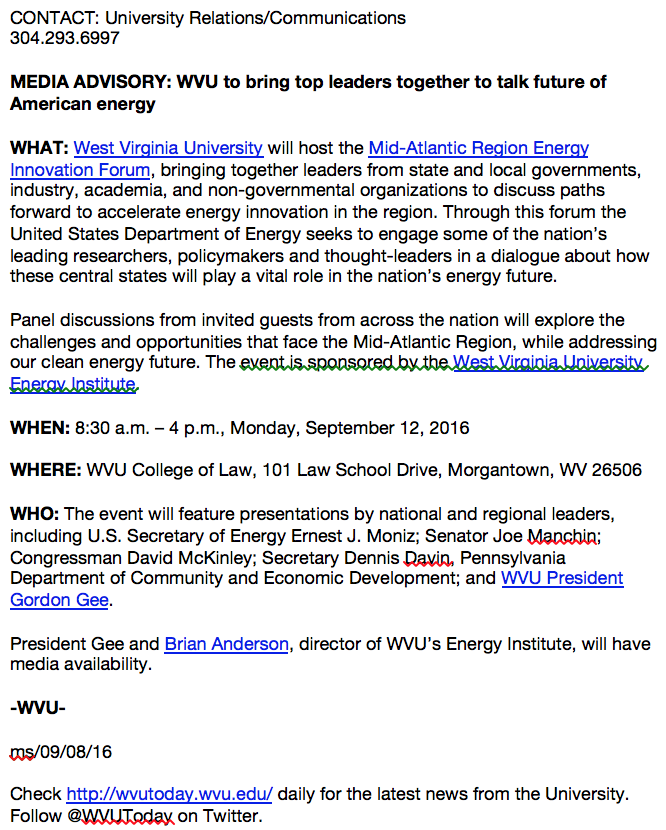 CONTACT: University Relations/Communications
304.293.6997
MEDIA ADVISORY: WVU to bring top leaders together to talk future of
American energy
WHAT: West Virginia University will host the Mid-Atlantic Region Energy
Innovation Forum, bringing together leaders from state and local governments,
industry, academia, and non-governmental organizations to discuss paths
forward to accelerate energy innovation in the region. Through this forum the
United States Department of Energy seeks to engage some of the nation's
leading researchers, policymakers and thought-leaders in a dialogue about how
these central states will play a vital role in the nation's energy future.
Panel discussions from invited guests from across the nation will explore the
challenges and opportunities that face the Mid-Atlantic Region, while addressing
our clean energy future. The event is sponsored by the West Virginia University
Energy Institute.
WHEN: 8:30 a.m. – 4 p.m., Monday, September 12, 2016
WHERE: WVU College of Law, 101 Law School Drive, Morgantown, WV 26506
WHO: The event will feature presentations by national and regional leaders,
including U.S. Secretary of Energy Ernest J. Moniz; Senator Joe Manchin;
Congressman David McKinley; Secretary Dennis Davin, Pennsylvania
Department of Community and Economic Development; and WVU President
Gordon Gee.
President Gee and Brian Anderson, director of WVU's Energy Institute, will have
media availability.
-WVU-
ms/09/08/16
Check http://wvutoday.wvu.edu/ daily for the latest news from the University.
Follow @WVUToday on Twitter.